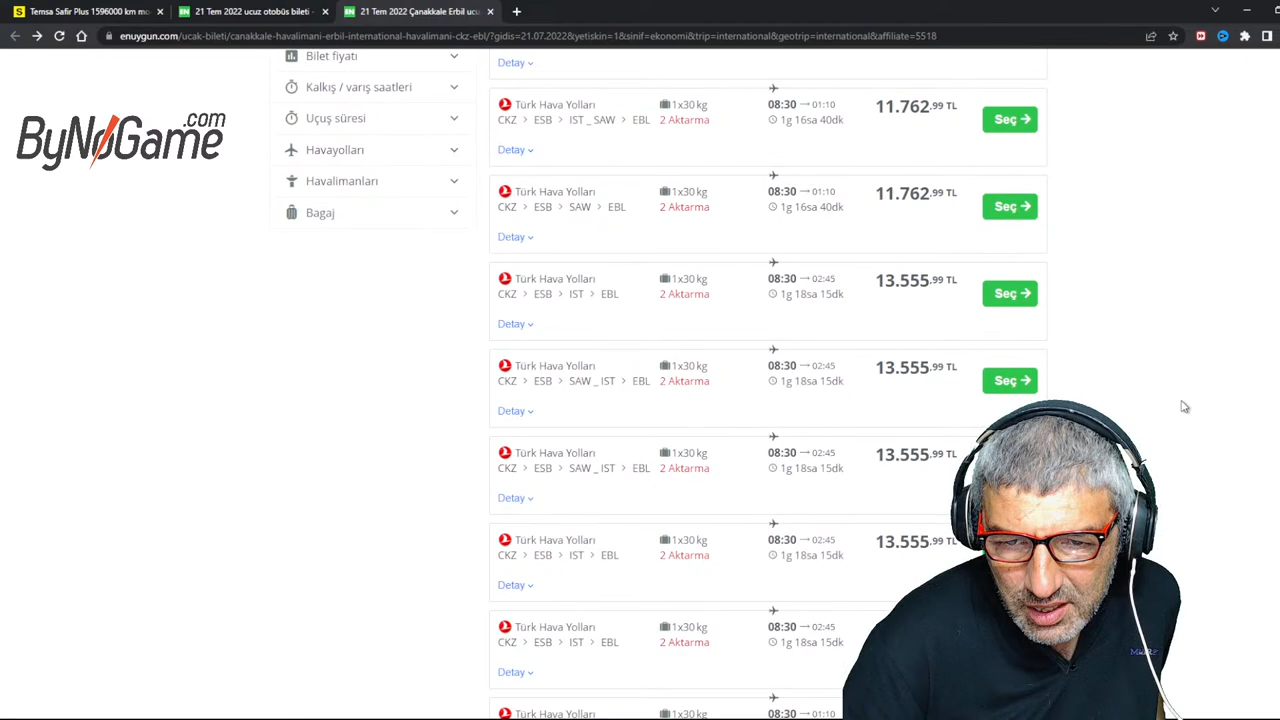 Temsa Safir Plus 1596000 km mo
21 Tem 2022 ucuz otobüs bileti -
21 Tem 2022 Çanakkale Erbil ucu
enuygun.com/ucak-bileti/canakkale-havalimani-erbil-international-havalimani-ckz-ebl/?gidis=21.07.2022&yetiskin=1&sinif=ekonomi&trip=international&geotrip=international&affiliate=5518
ByNoGame.com
Bilet fiyatı
Kalkış / varış saatleri
Uçuş süresi
Havayolları
Havalimanları
Bagaj
Detay
Türk Hava Yolları 1x30 kg 08:30 → 01:10 11.762,99 TL
CKZ > ESB > IST _ SAW > EBL 2 Aktarma 1g 16sa 40dk Seç →
Detay
Türk Hava Yolları 1x30 kg 08:30 → 01:10 11.762,99 TL
CKZ > ESB > SAW > EBL 2 Aktarma 1g 16sa 40dk Seç →
Detay
Türk Hava Yolları 1x30 kg 08:30 → 02:45 13.555,99 TL
CKZ > ESB > IST > EBL 2 Aktarma 1g 18sa 15dk Seç →
Detay
Türk Hava Yolları 1x30 kg 08:30 → 02:45 13.555,99 TL
CKZ > ESB > SAW _ IST > EBL 2 Aktarma 1g 18sa 15dk Seç →
Detay
Türk Hava Yolları 1x30 kg 08:30 → 02:45 13.555,99 TL
CKZ > ESB > SAW _ IST > EBL 2 Aktarma 1g 18sa 15dk
Detay
Türk Hava Yolları 1x30 kg 08:30 → 02:45 13.555,99 TL
CKZ > ESB > IST > EBL 2 Aktarma 1g 18sa 15dk
Detay
Türk Hava Yolları 1x30 kg 08:30 → 02:45
CKZ > ESB > IST > EBL 2 Aktarma 1g 18sa 15dk
Detay
Türk Hava Yolları 1x30 kg 08:30 → 01:10